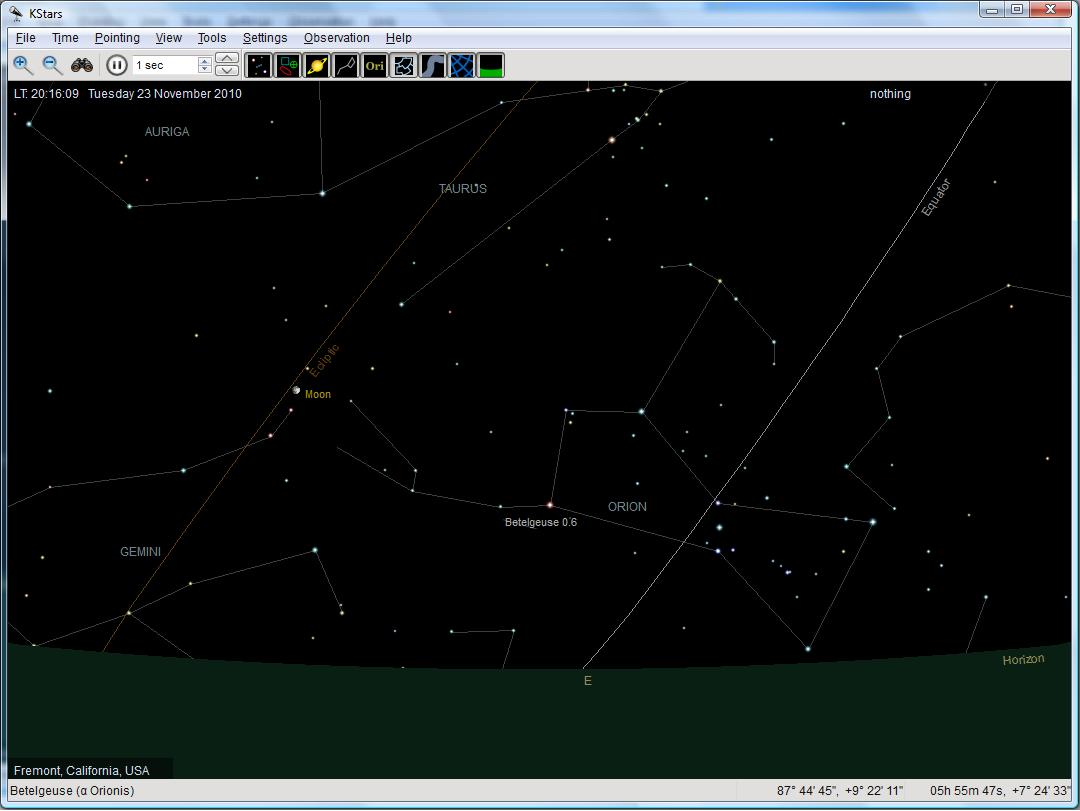 KStars
File Time Pointing View Tools Settings Observation Help
1 sec
Ori
LT: 20:16:09 Tuesday 23 November 2010
nothing
AURIGA
TAURUS
Equator
Ecliptic
Moon
ORION
Betelgeuse 0.6
GEMINI
Horizon
E
Fremont, California, USA
Betelgeuse (α Orionis) 87° 44' 45", +9° 22' 11" 05h 55m 47s, +7° 24' 33"